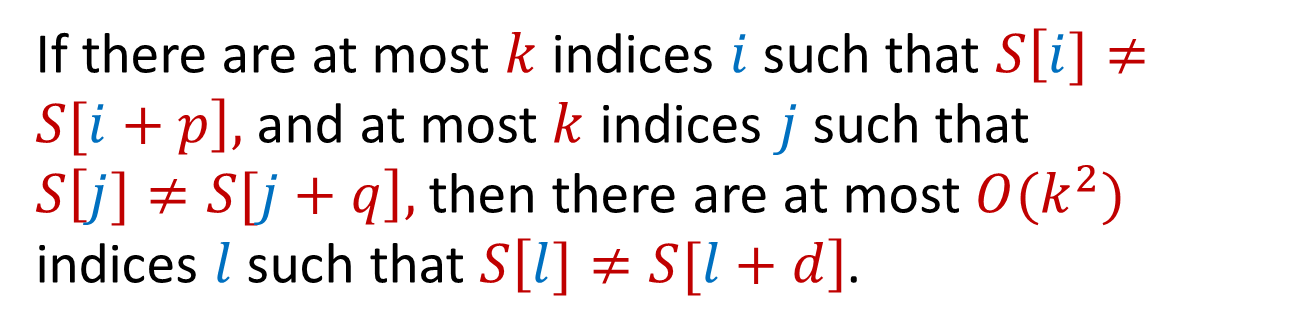 If there are at most k indices i such that S[i] ≠
S[i + p], and at most k indices j such that
S[j] ≠ S[j + q], then there are at most O(k²)
indices l such that S[l] ≠ S[l + d].